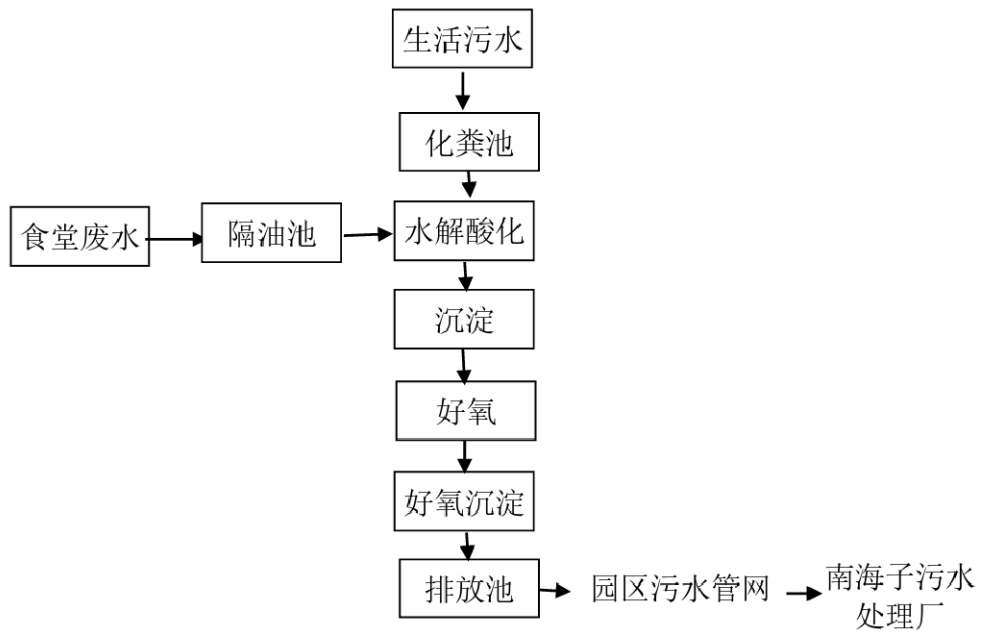 生活污水
化粪池
食堂废水
隔油池
水解酸化
沉淀
好氧
好氧沉淀
排放池
园区污水管网
南海子污水
处理厂